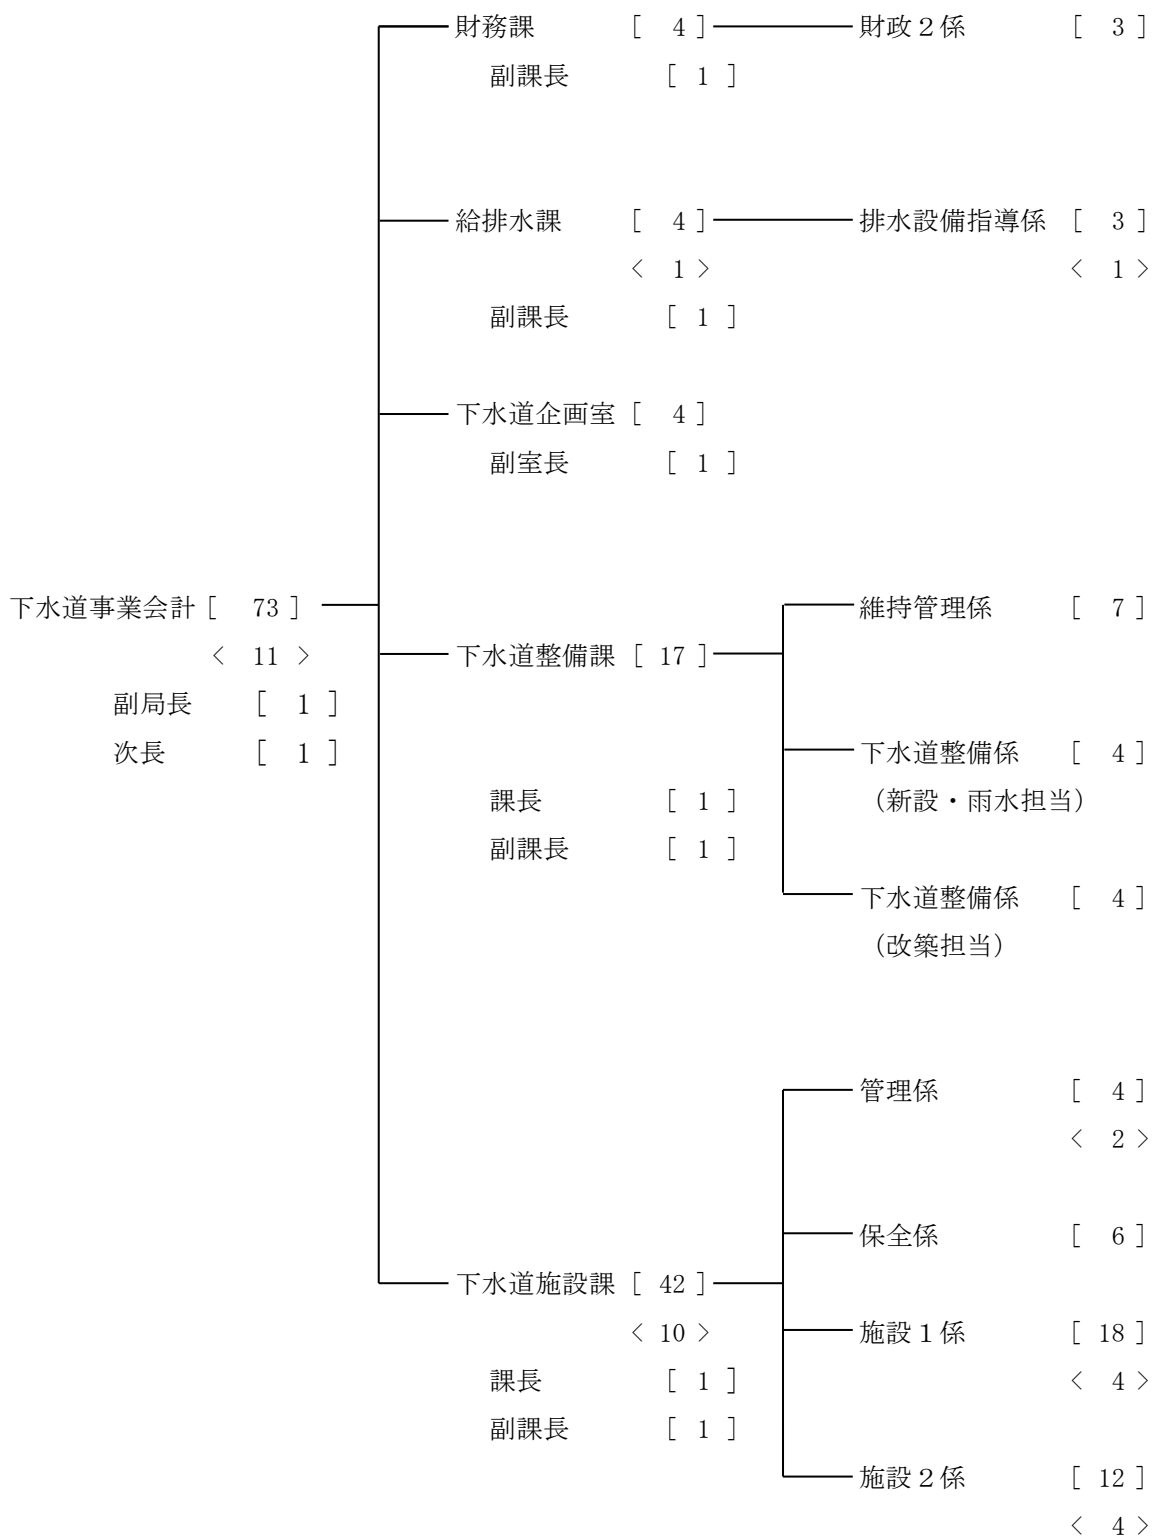 財務課 [ 4 ] 財政２係 [ 3 ]
副課長 [ 1 ]
給排水課 [ 4 ] 排水設備指導係 [ 3 ]
< 1 > < 1 >
副課長 [ 1 ]
下水道企画室 [ 4 ]
副室長 [ 1 ]
下水道事業会計 [ 73 ] 維持管理係 [ 7 ]
< 11 > 下水道整備課 [ 17 ]
副局長 [ 1 ]
次長 [ 1 ] 下水道整備係 [ 4 ]
課長 [ 1 ] （新設・雨水担当）
副課長 [ 1 ]
下水道整備係 [ 4 ]
（改築担当）
管理係 [ 4 ]
< 2 >
保全係 [ 6 ]
下水道施設課 [ 42 ]
< 10 > 施設１係 [ 18 ]
課長 [ 1 ] < 4 >
副課長 [ 1 ]
施設２係 [ 12 ]
< 4 >